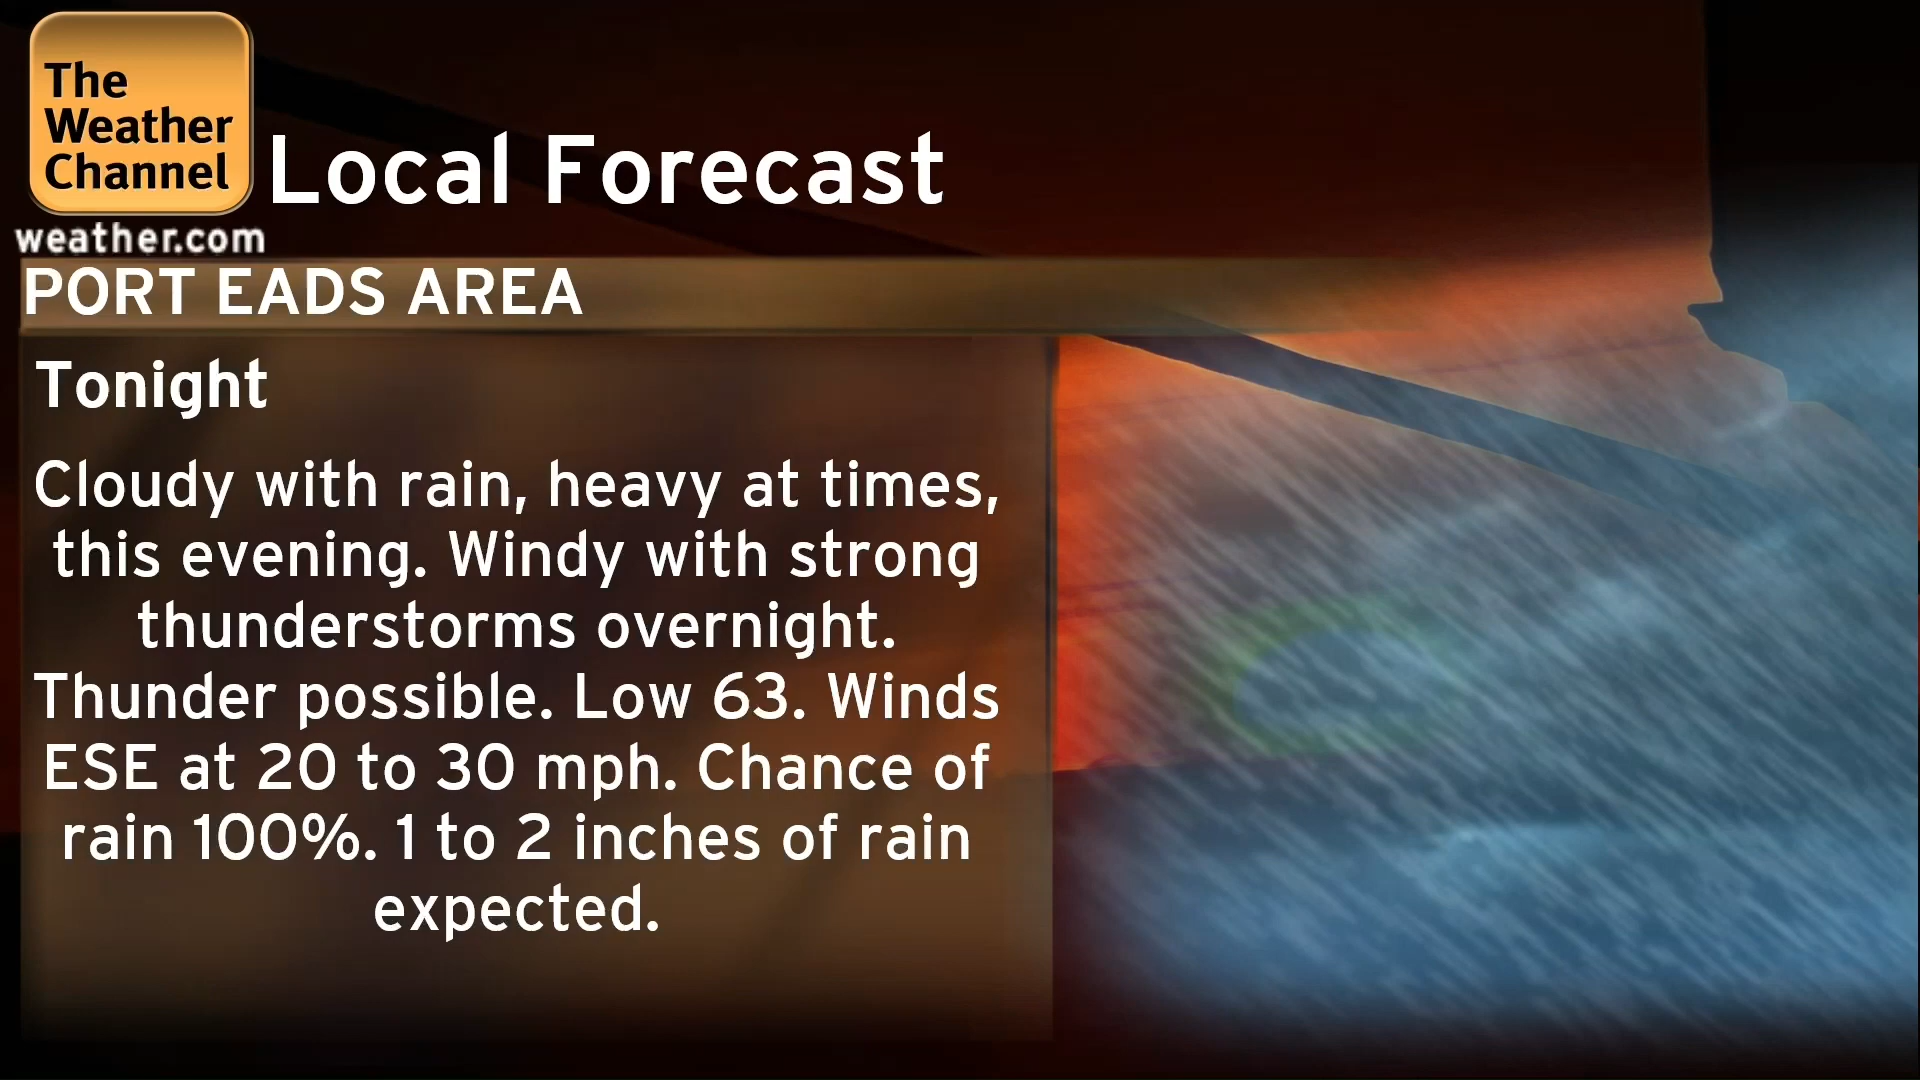 The
Weather
Channel
weather.com
Local Forecast
PORT EADS AREA
Tonight
Cloudy with rain, heavy at times,
this evening. Windy with strong
thunderstorms overnight.
Thunder possible. Low 63. Winds
ESE at 20 to 30 mph. Chance of
rain 100%. 1 to 2 inches of rain
expected.